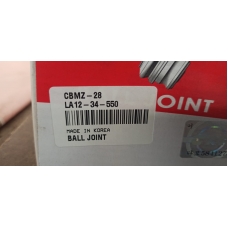 CBMZ-28
LA12-34-550
MADE IN KOREA
BALL JOINT
JOINT